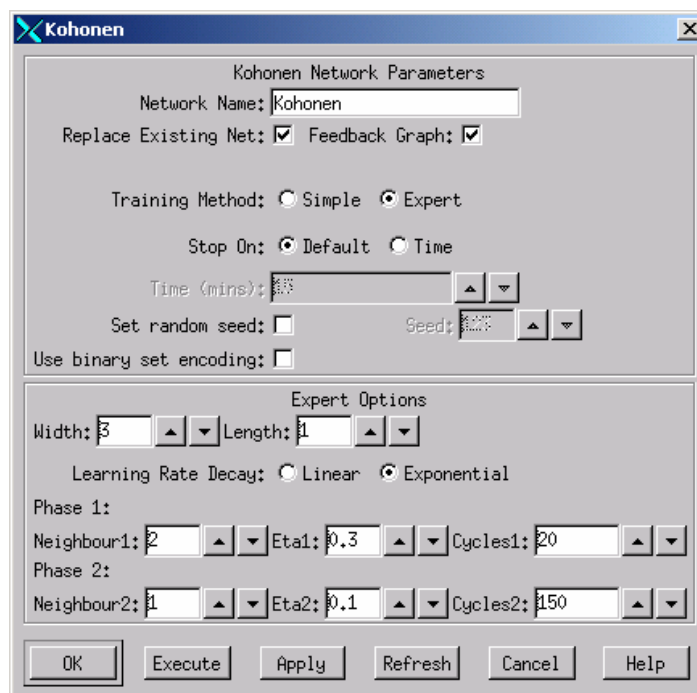 Kohonen
Kohonen Network Parameters
Network Name: Kohonen
Replace Existing Net: Feedback Graph:
Training Method: Simple Expert
Stop On: Default Time
Time (mins):
Set random seed: Seed:
Use binary set encoding:
Expert Options
Width: 3 Length: 1
Learning Rate Decay: Linear Exponential
Phase 1:
Neighbour1: 2 Eta1: 0.3 Cycles1: 20
Phase 2:
Neighbour2: 1 Eta2: 0.1 Cycles2: 150
OK Execute Apply Refresh Cancel Help